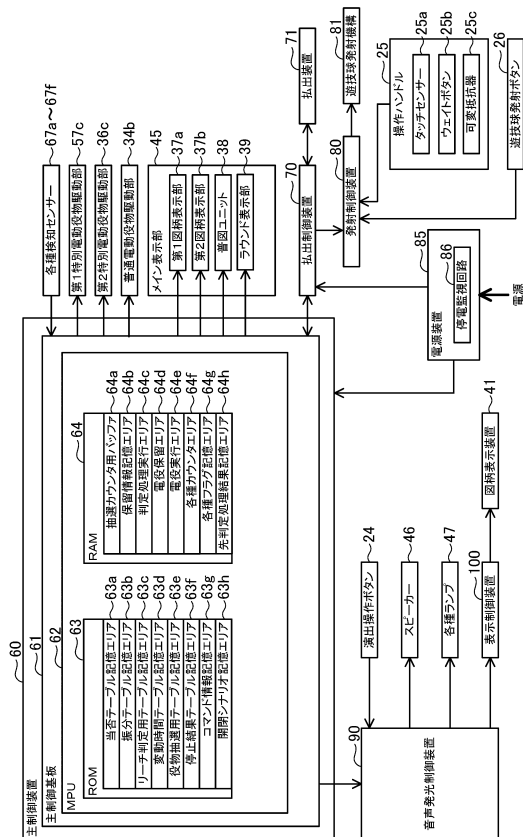 主制御装置 60
主制御基板 61
MPU 62
ROM 63
当否テーブル記憶エリア 63a
振分テーブル記憶エリア 63b
リーチ判定用テーブル記憶エリア 63c
変動時間テーブル記憶エリア 63d
役物抽選用テーブル記憶エリア 63e
停止結果テーブル記憶エリア 63f
コマンド情報記憶エリア 63g
開閉シナリオ記憶エリア 63h
RAM 64
抽選カウンタ用バッファ 64a
保留情報記憶エリア 64b
判定処理実行エリア 64c
電役保留エリア 64d
電役実行エリア 64e
各種カウンタエリア 64f
各種フラグ記憶エリア 64g
先判定処理結果記憶エリア 64h
各種検知センサー 67a～67f
第1特別電動役物駆動部 57c
第2特別電動役物駆動部 36c
普通電動役物駆動部 34b
メイン表示部 45
第1図柄表示部 37a
第2図柄表示部 37b
普図ユニット 38
ラウンド表示部 39
払出制御装置 70
払出装置 71
発射制御装置 80
遊技球発射機構 81
操作ハンドル 25
タッチセンサー 25a
ウェイトボタン 25b
可変抵抗器 25c
遊技球発射ボタン 26
電源装置 85
停電監視回路 86
電源
音声発光制御装置 90
演出操作ボタン 24
スピーカー 46
各種ランプ 47
表示制御装置 100
図柄表示装置 41